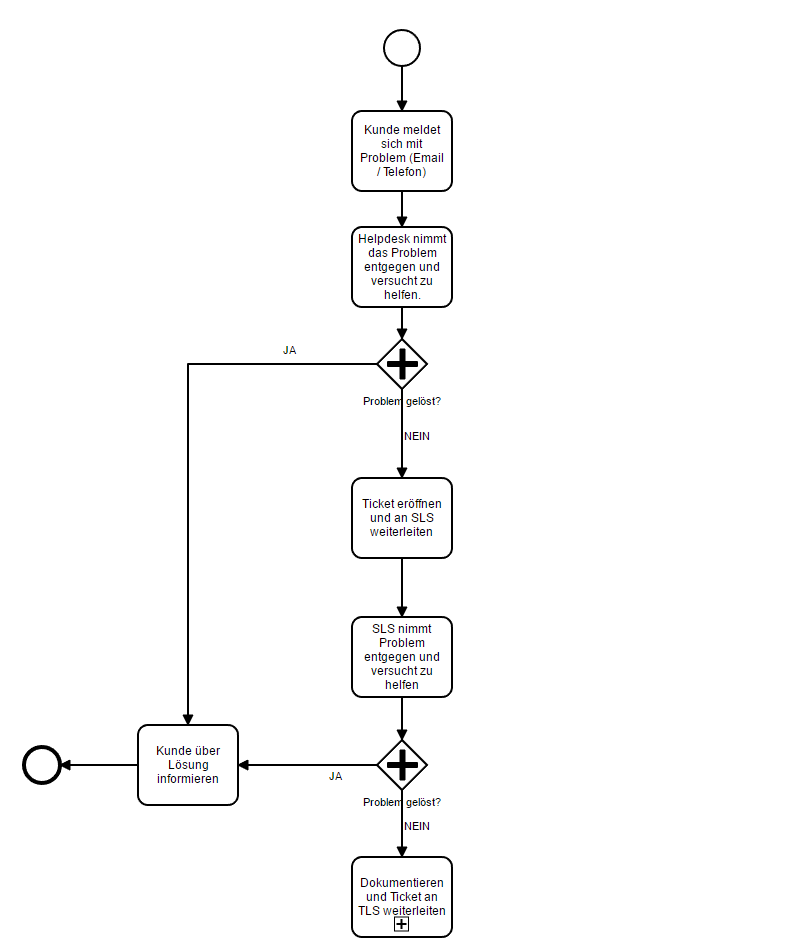 Kunde meldet
sich mit
Problem (Email
/ Telefon)
Helpdesk nimmt
das Problem
entgegen und
versucht zu
helfen.
JA
Problem gelöst?
NEIN
Ticket eröffnen
und an SLS
weiterleiten
SLS nimmt
Problem
entgegen und
versucht zu
helfen
Kunde über
Lösung
informieren
JA
Problem gelöst?
NEIN
Dokumentieren
und Ticket an
TLS weiterleiten